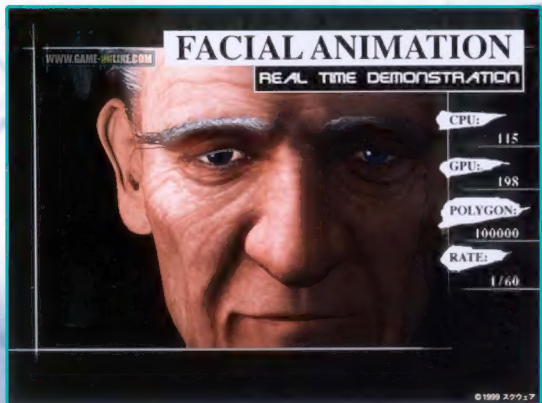 WWW.GAME-ONLINE.COM
FACIAL ANIMATION
REAL TIME DEMONSTRATION
CPU:
115
GPU:
198
POLYGON:
100000
RATE:
1/60
©1999 スクウェア